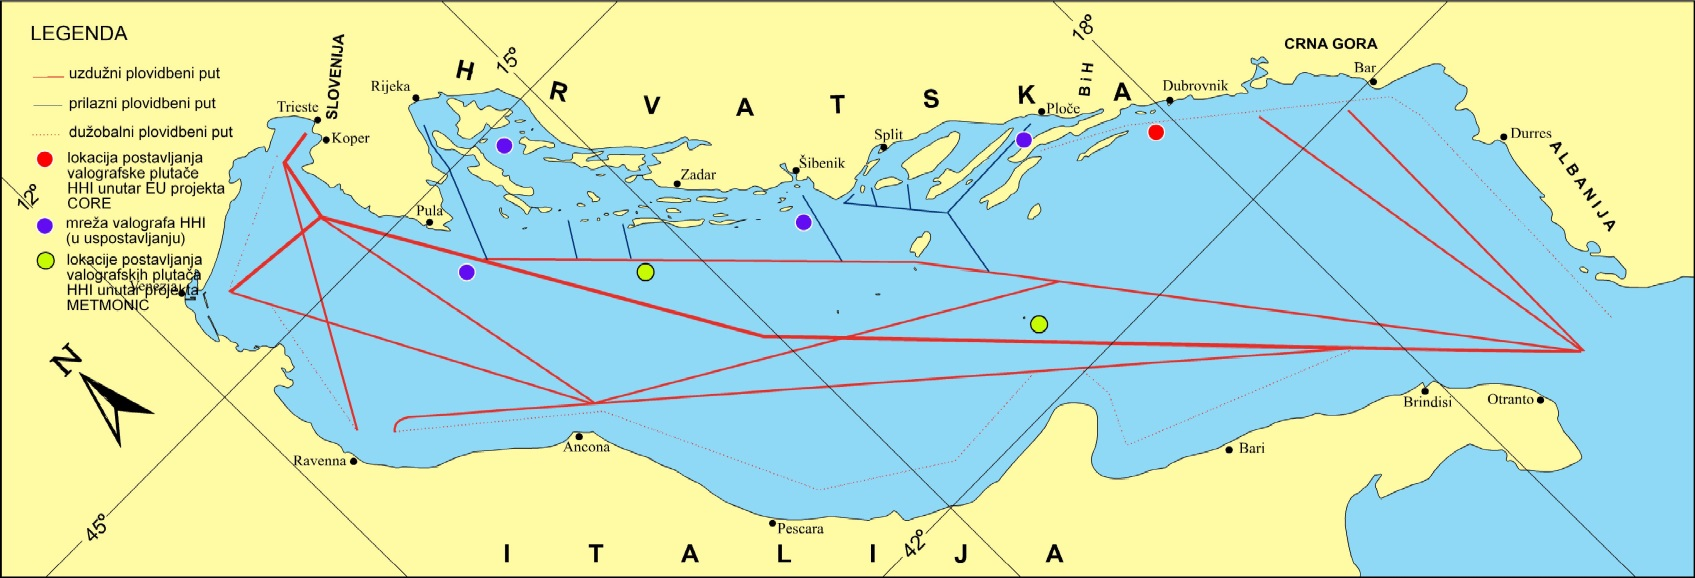 LEGENDA
uzdužni plovidbeni put
prilazni plovidbeni put
dužobalni plovidbeni put
lokacija postavljanja
valografske plutače
HHI unutar EU projekta
CORE
mreža valografa HHI
(u uspostavljanju)
lokacije postavljanja
valografskih plutača
HHI unutar projekta
METMONIC
Venezia
12°
N
45°
SLOVENIJA
Trieste
Koper
Rijeka
Pula
15°
H R V A T S K A
Zadar
Šibenik
Split
Ploče
BiH
18°
Dubrovnik
CRNA GORA
Bar
Durres
ALBANIJA
Ravenna
Ancona
Pescara
42°
Bari
Brindisi
Otranto
I T A L I J A